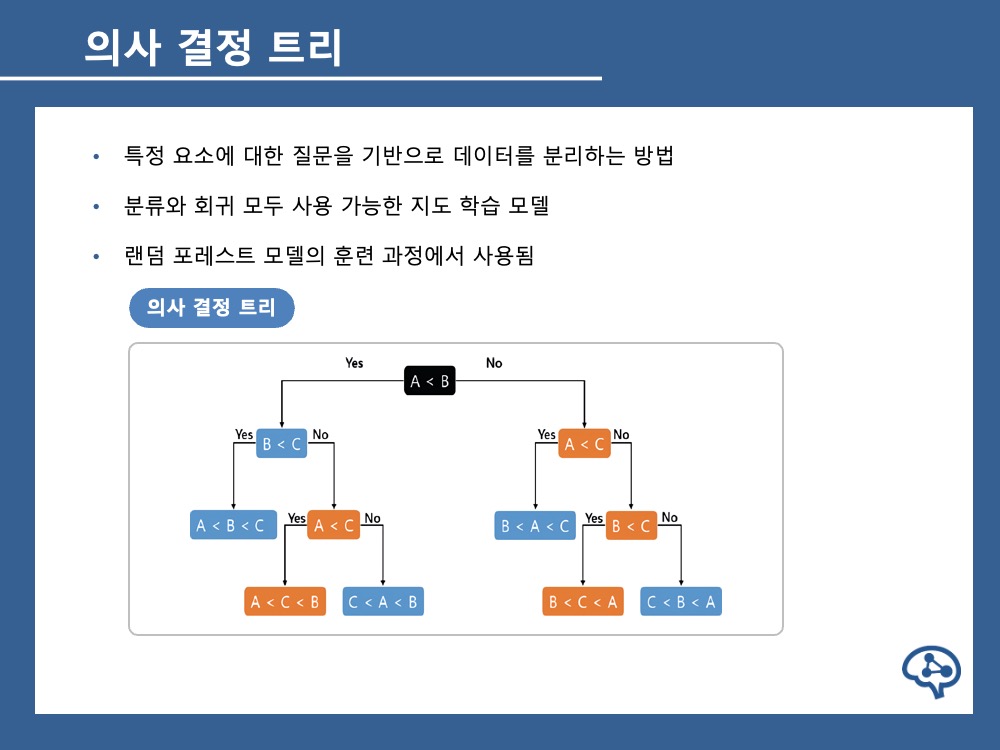 의사 결정 트리
• 특정 요소에 대한 질문을 기반으로 데이터를 분리하는 방법
• 분류와 회귀 모두 사용 가능한 지도 학습 모델
• 랜덤 포레스트 모델의 훈련 과정에서 사용됨
의사 결정 트리
Yes No
A < B
Yes B < C No Yes A < C No
A < B < C Yes A < C No B < A < C Yes B < C No
A < C < B C < A < B B < C < A C < B < A